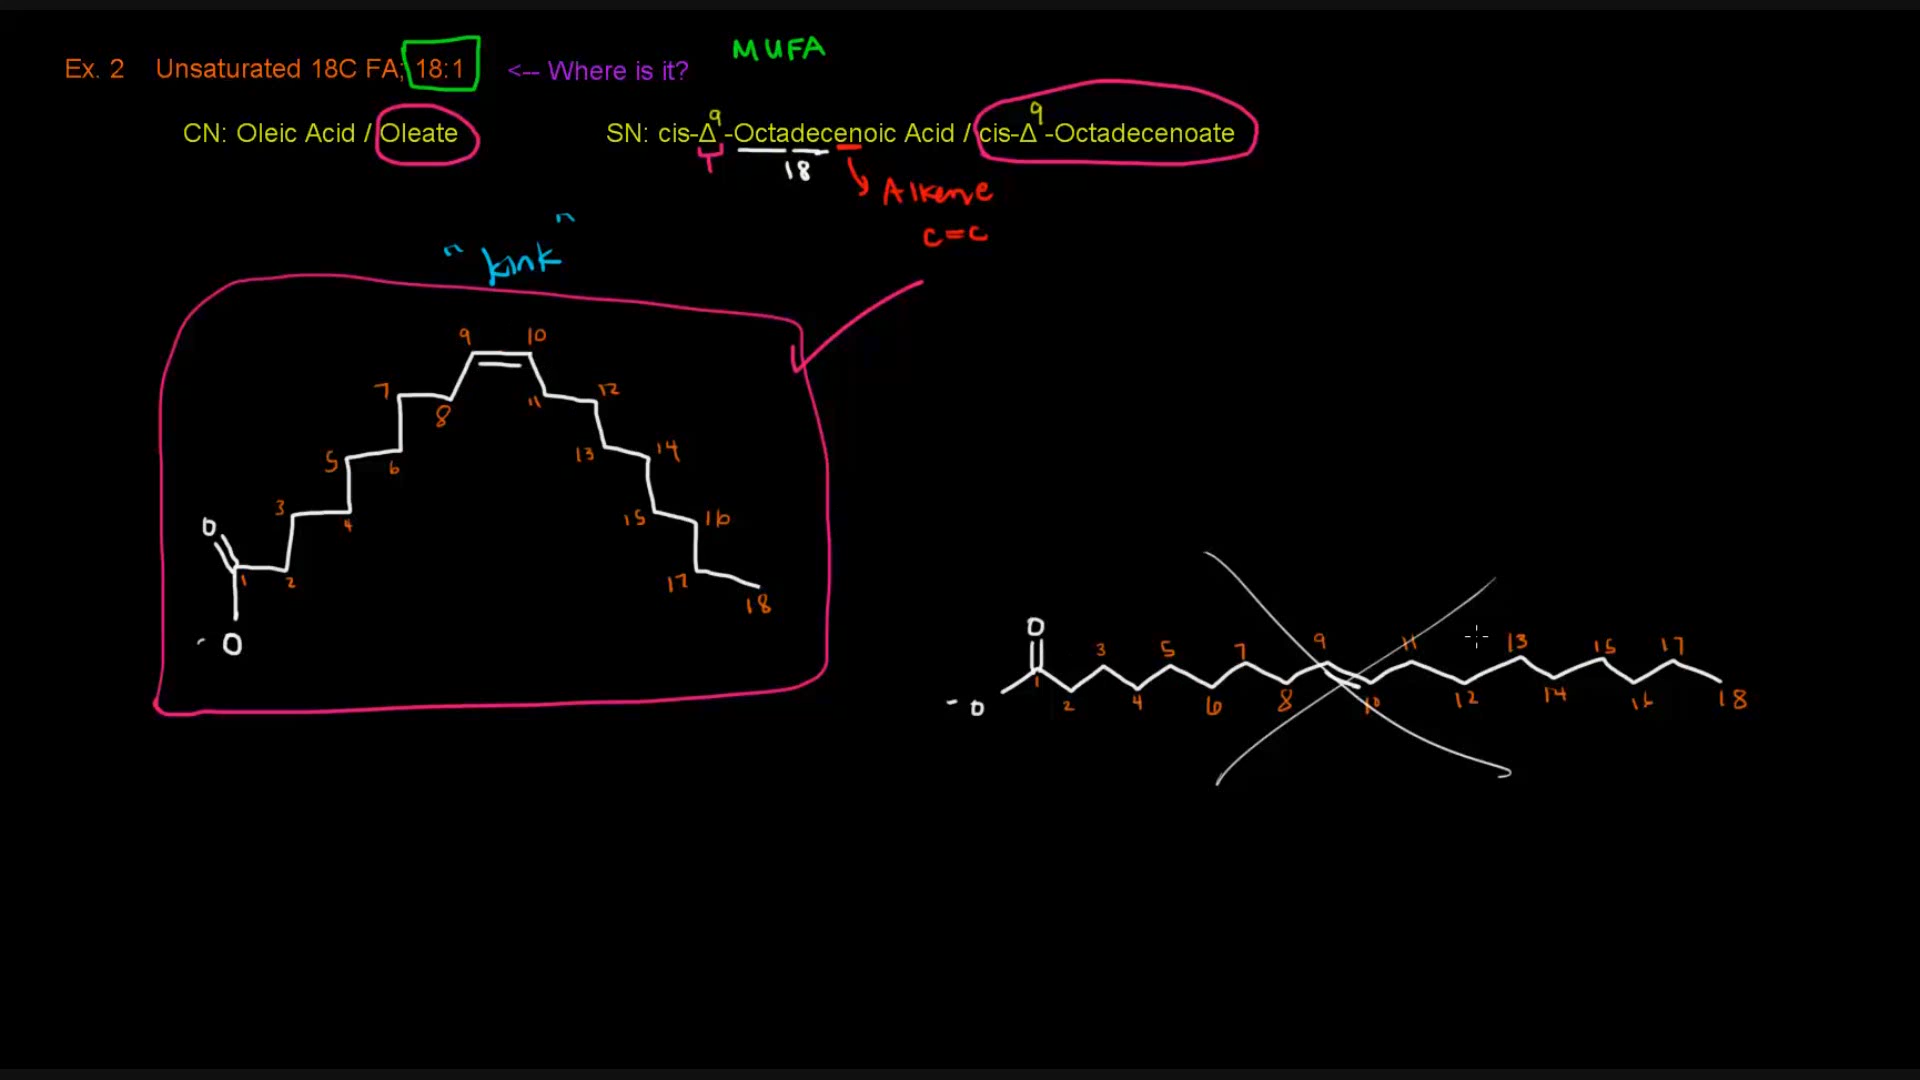 Ex. 2 Unsaturated 18C FA; 18:1 <-- Where is it? MUFA
CN: Oleic Acid / Oleate SN: cis-Δ⁹-Octadecenoic Acid / cis-Δ⁹-Octadecenoate
18
Alkene
C=C
"kink"
9 10
7 8 11 12
5 6 13 14
3 4 15 16
O 1 2 17 18
- O
O
3 5 7 9 11 13 15 17
1
- O 2 4 6 8 10 12 14 16 18